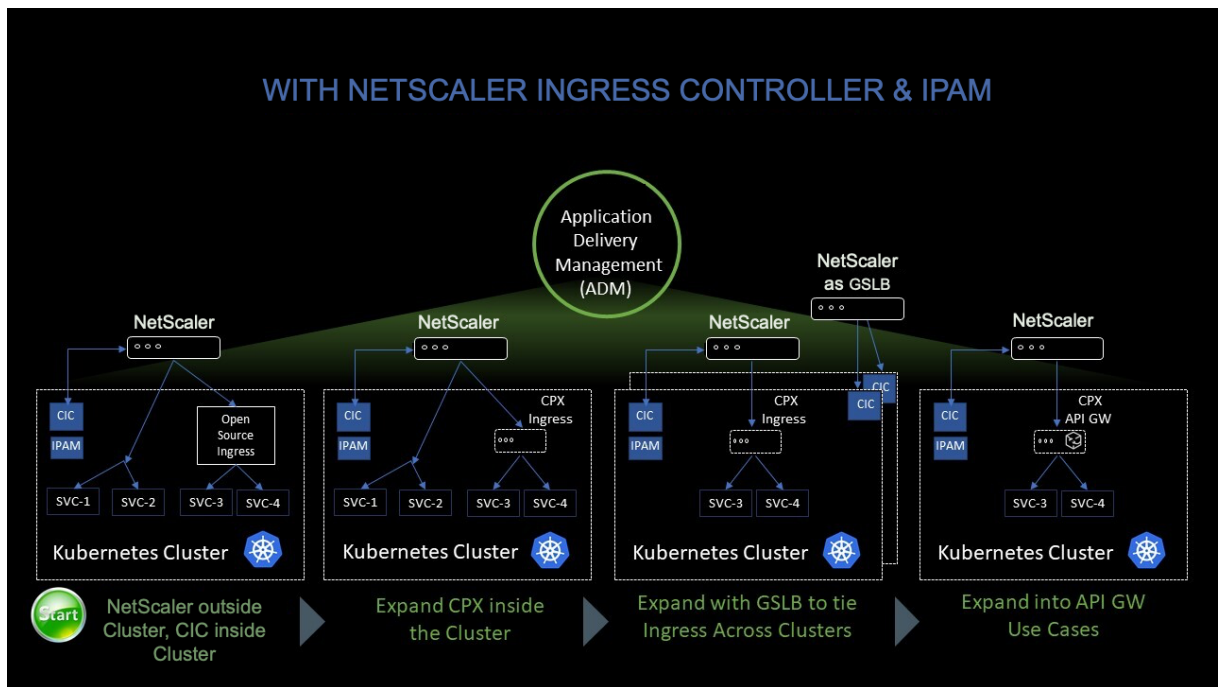 WITH NETSCALER INGRESS CONTROLLER & IPAM
Application
Delivery
Management
(ADM)
NetScaler
as GSLB
NetScaler
CIC
IPAM
Open
Source
Ingress
SVC-1
SVC-2
SVC-3
SVC-4
Kubernetes Cluster
Start
NetScaler outside
Cluster, CIC inside
Cluster
NetScaler
CIC
IPAM
CPX
Ingress
SVC-1
SVC-2
SVC-3
SVC-4
Kubernetes Cluster
Expand CPX inside
the Cluster
NetScaler
CIC
IPAM
CPX
Ingress
CIC
CIC
SVC-3
SVC-4
Kubernetes Cluster
Expand with GSLB to tie
Ingress Across Clusters
NetScaler
CIC
IPAM
CPX
API GW
SVC-3
SVC-4
Kubernetes Cluster
Expand into API GW
Use Cases